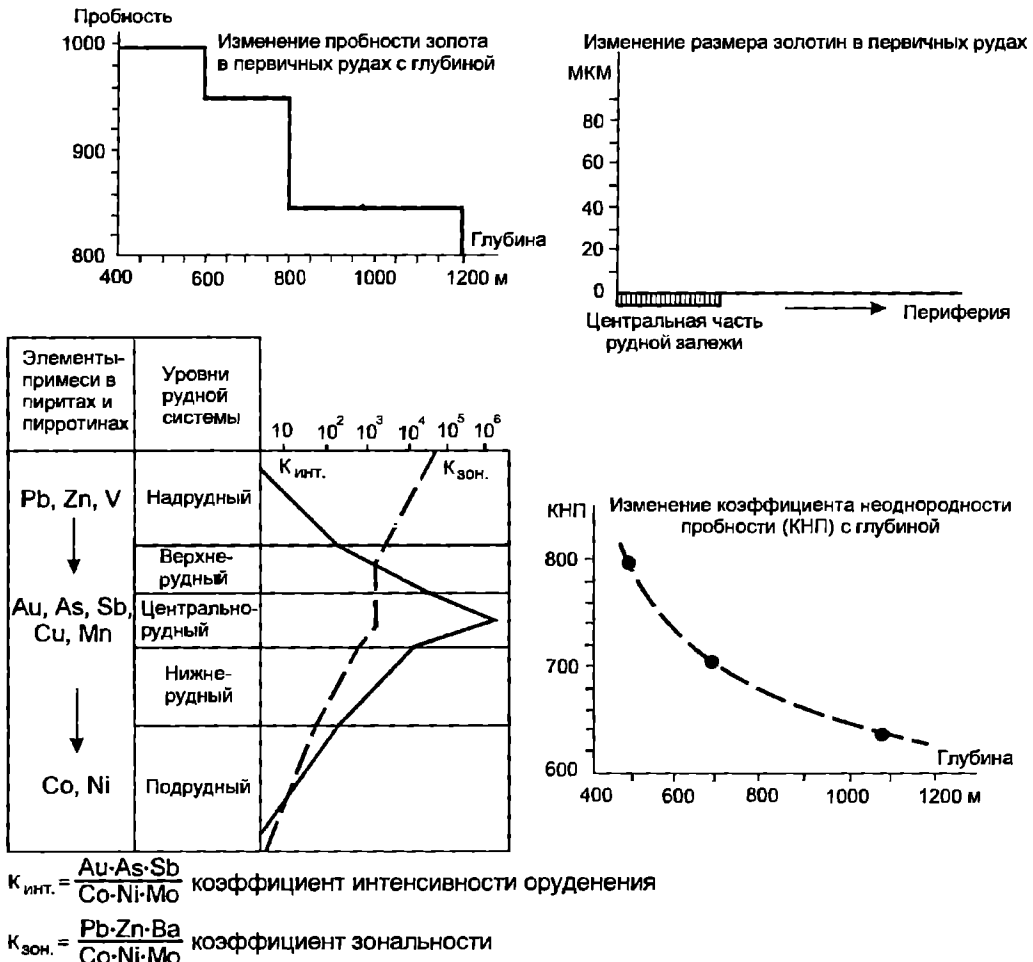 Пробность
Изменение пробности золота
в первичных рудах с глубиной
1000
900
800
400 600 800 1000 1200 м
Глубина
Изменение размера золотин в первичных рудах
МКМ
80
60
40
20
0
Центральная часть
рудной залежи
Периферия
Элементы-
примеси в
пиритах и
пирротинах
Уровни
рудной
системы
10 10² 10³ 10⁴ 10⁵ 10⁶
Kинт.
Kзон.
Pb, Zn, V
Надрудный
Верхне-
рудный
Au, As, Sb,
Cu, Mn
Центрально-
рудный
Нижне-
рудный
Co, Ni
Подрудный
КНП
Изменение коэффициента неоднородности
пробности (КНП) с глубиной
800
700
600
400 600 800 1000 1200 м
Глубина
Kинт. = Au·As·Sb / Co·Ni·Mo коэффициент интенсивности оруденения
Kзон. = Pb·Zn·Ba / Co·Ni·Mo коэффициент зональности